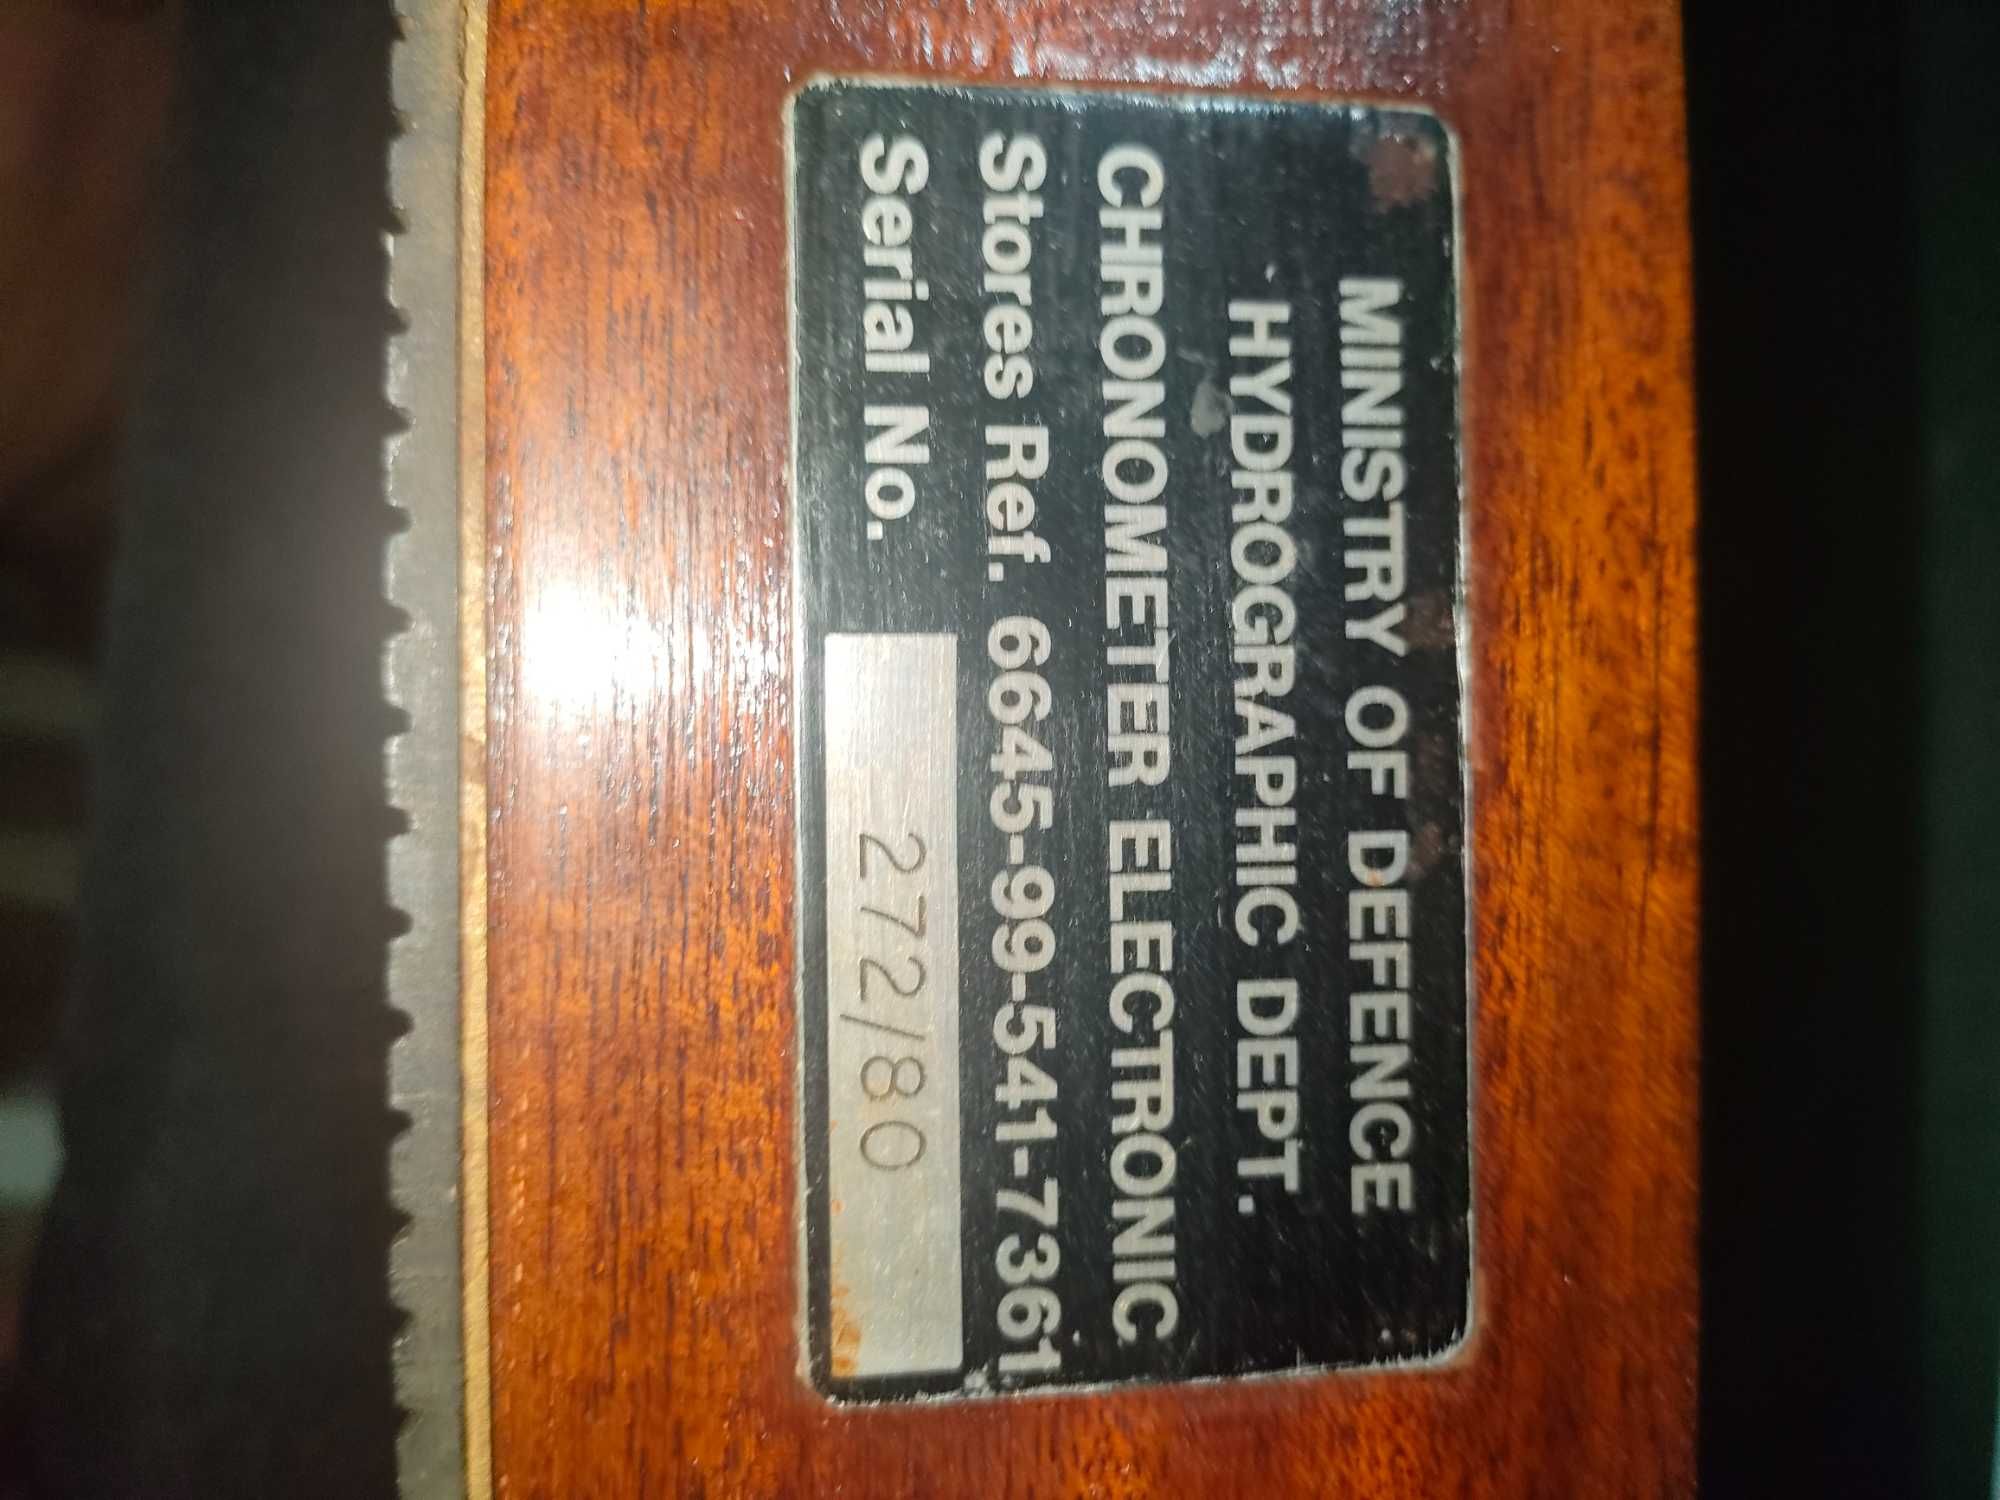 MINISTRY OF DEFENCE
HYDROGRAPHIC DEPT.
CHRONOMETER ELECTRONIC
Stores Ref. 6645-99-541-7361
Serial No. 272/80